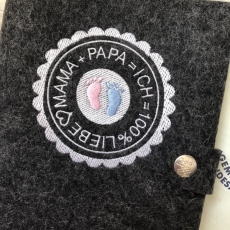 MAMA + PAPA = ICH = 100% LIEBE ♡